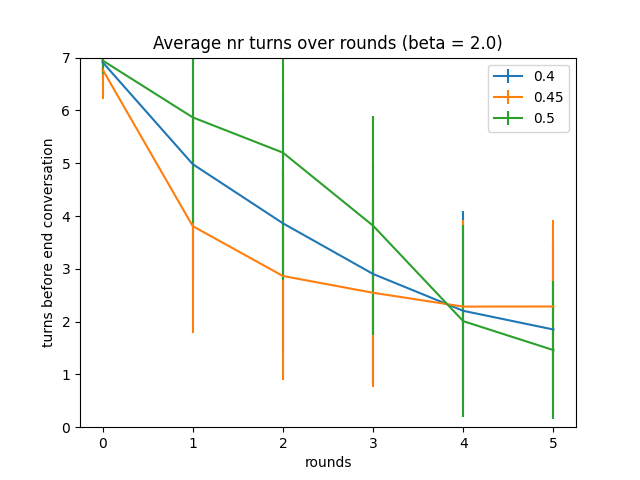 Average nr turns over rounds (beta = 2.0)
turns before end conversation
7
6
5
4
3
2
1
0
0.4
0.45
0.5
0 1 2 3 4 5
rounds